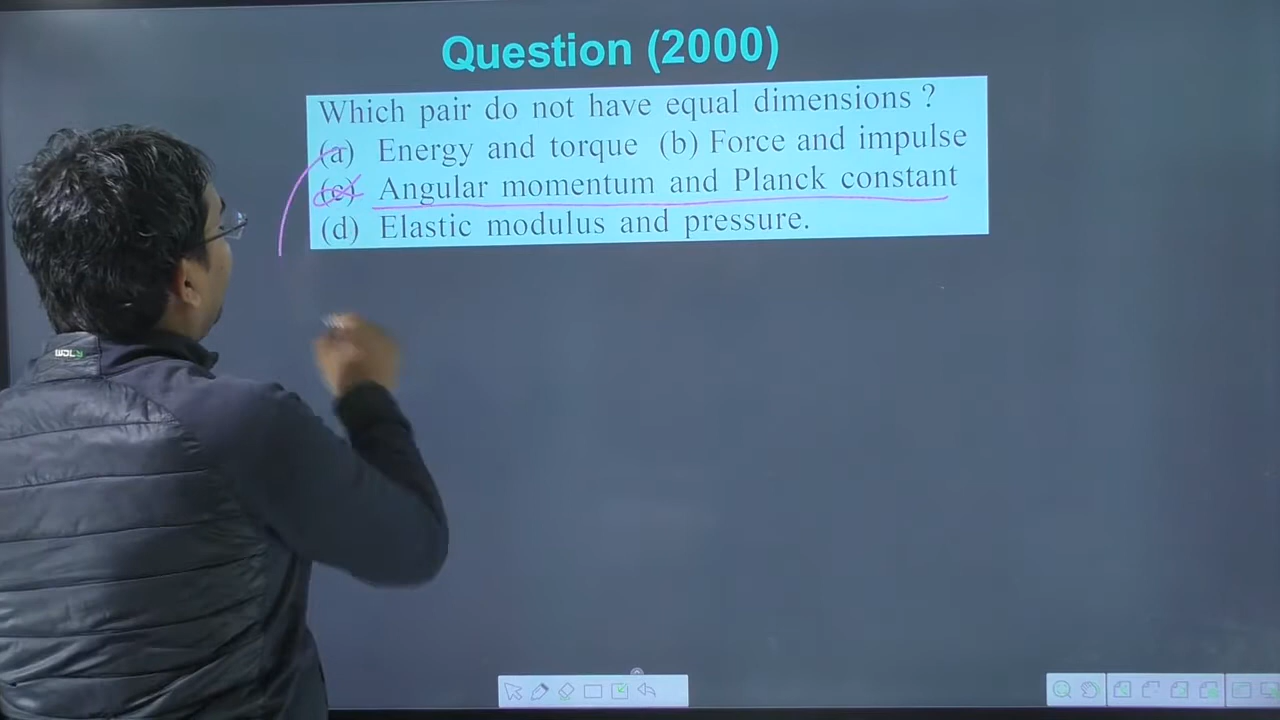 Question (2000)
Which pair do not have equal dimensions ?
(a) Energy and torque (b) Force and impulse
(c) Angular momentum and Planck constant
(d) Elastic modulus and pressure.